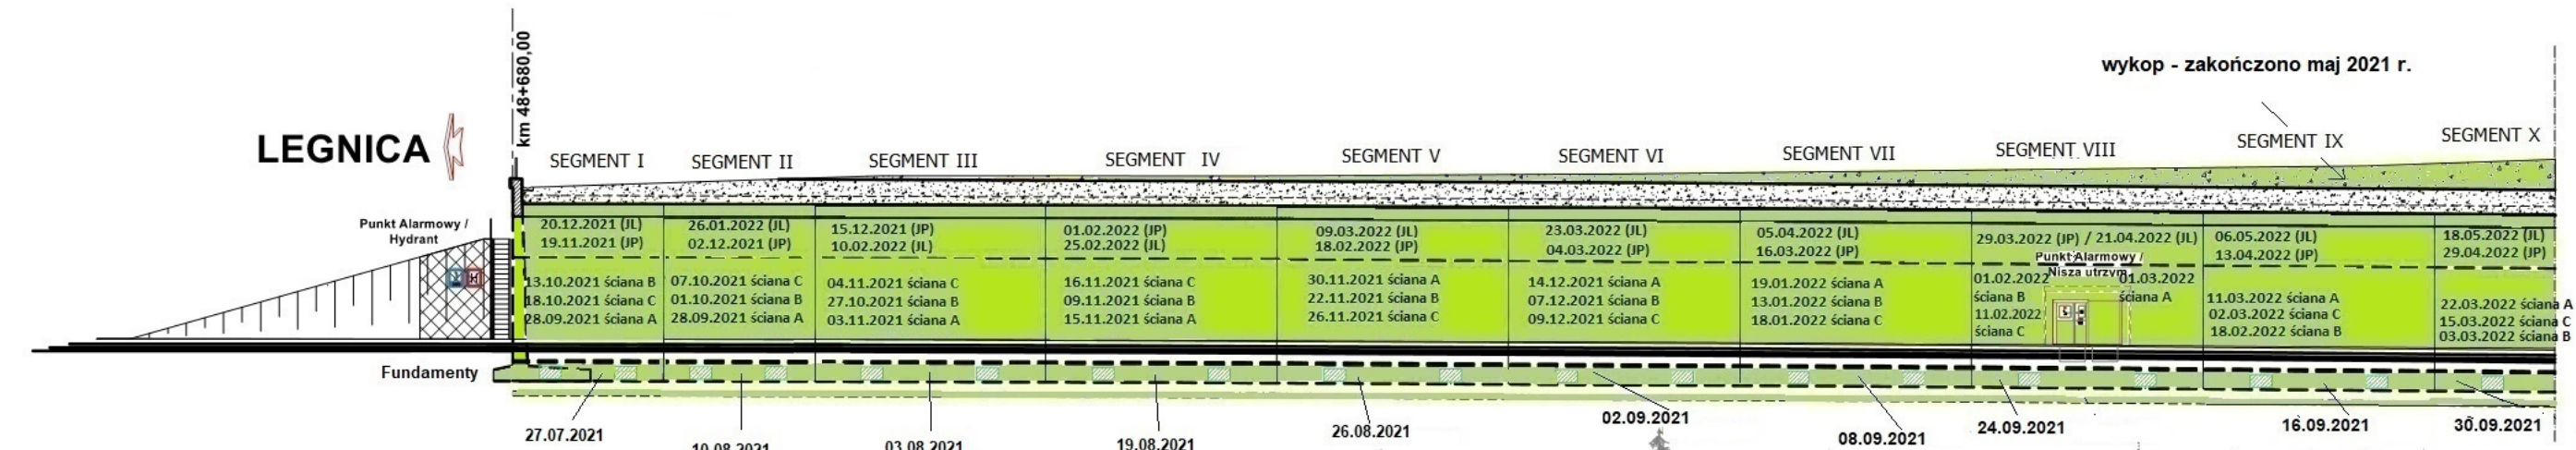 km 48+680,00
wykop - zakończono maj 2021 r.
LEGNICA
SEGMENT I
SEGMENT II
SEGMENT III
SEGMENT IV
SEGMENT V
SEGMENT VI
SEGMENT VII
SEGMENT VIII
SEGMENT IX
SEGMENT X
Punkt Alarmowy /
Hydrant
20.12.2021 (JL)
19.11.2021 (JP)
13.10.2021 ściana B
18.10.2021 ściana C
28.09.2021 ściana A
26.01.2022 (JL)
02.12.2021 (JP)
07.10.2021 ściana C
01.10.2021 ściana B
28.09.2021 ściana A
15.12.2021 (JP)
10.02.2022 (JL)
04.11.2021 ściana C
27.10.2021 ściana B
03.11.2021 ściana A
01.02.2022 (JP)
25.02.2022 (JL)
16.11.2021 ściana C
09.11.2021 ściana B
15.11.2021 ściana A
09.03.2022 (JL)
18.02.2022 (JP)
30.11.2021 ściana A
22.11.2021 ściana B
26.11.2021 ściana C
23.03.2022 (JL)
04.03.2022 (JP)
14.12.2021 ściana A
07.12.2021 ściana B
09.12.2021 ściana C
05.04.2022 (JL)
16.03.2022 (JP)
19.01.2022 ściana A
13.01.2022 ściana B
18.01.2022 ściana C
29.03.2022 (JP) / 21.04.2022 (JL)
Punkt Alarmowy /
Nisza utrzym.
01.02.2022
ściana B
11.02.2022
ściana C
01.03.2022
ściana A
06.05.2022 (JL)
13.04.2022 (JP)
11.03.2022 ściana A
02.03.2022 ściana C
18.02.2022 ściana B
18.05.2022 (JL)
29.04.2022 (JP)
22.03.2022 ściana A
15.03.2022 ściana C
03.03.2022 ściana B
Fundamenty
27.07.2021
10.08.2021
03.08.2021
19.08.2021
26.08.2021
02.09.2021
08.09.2021
24.09.2021
16.09.2021
30.09.2021